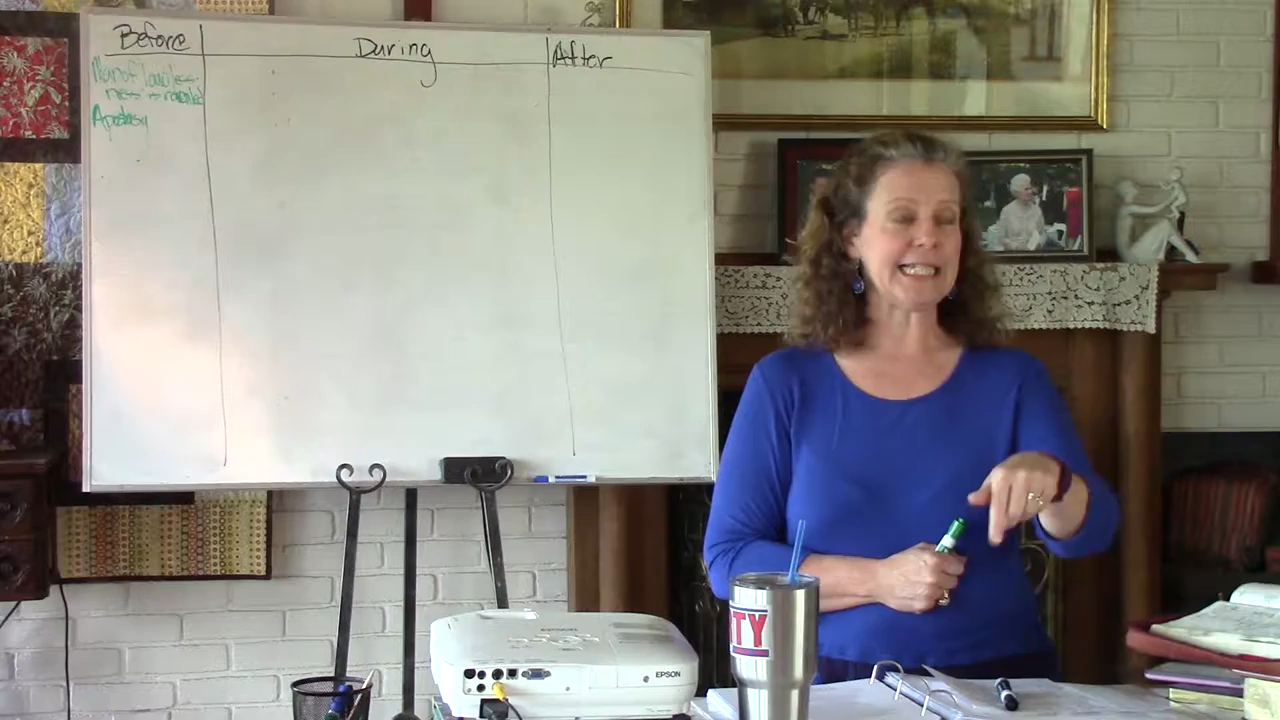 Before
During
After
Man of lawless
ness is revealed
Apostasy
TY
EPSON